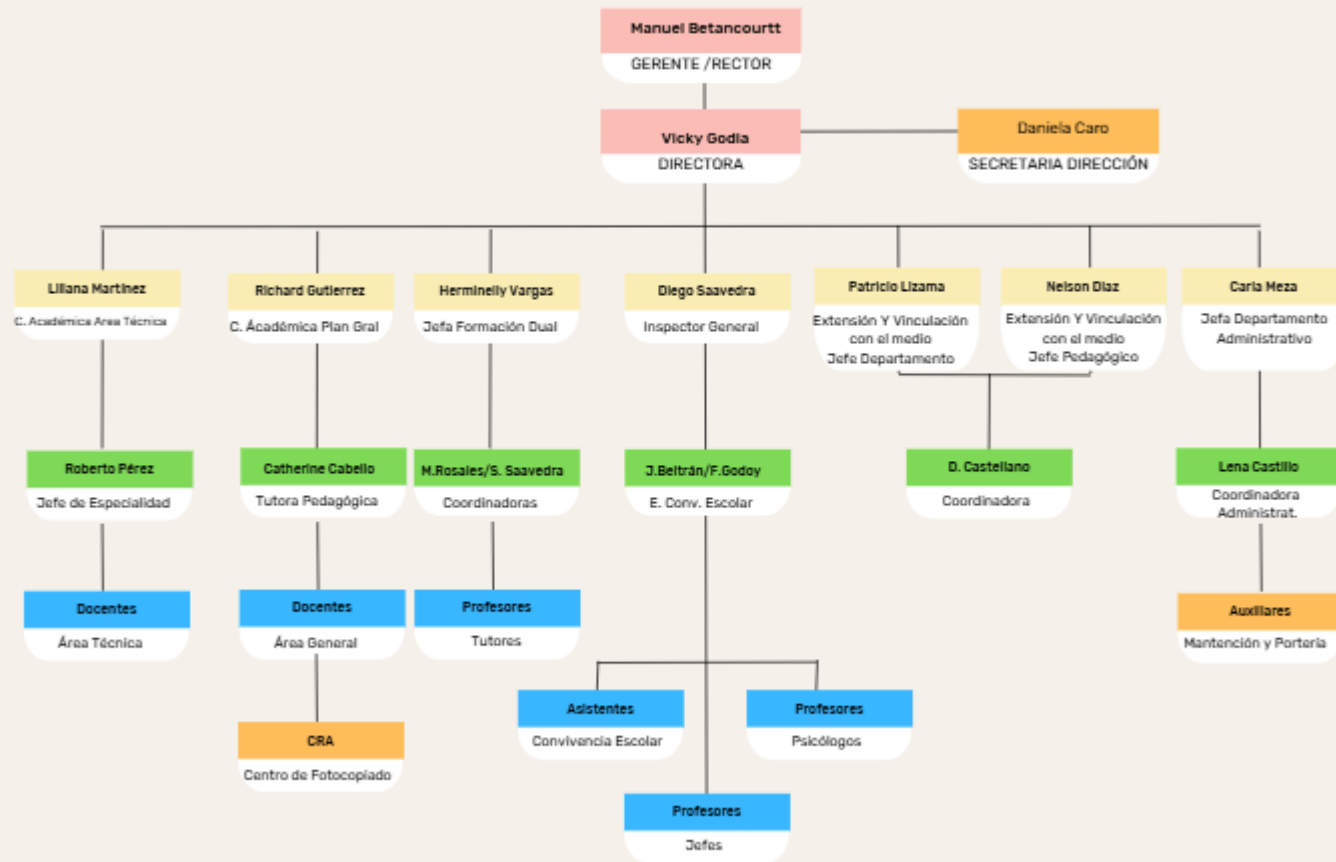 Manuel Betancourtt
GERENTE /RECTOR
Vicky Godia
DIRECTORA
Daniela Caro
SECRETARIA DIRECCIÓN
Liliana Martínez
C. Académica Area Técnica
Richard Gutierrez
C. Ácadémica Plan Gral
Herminelly Vargas
Jefa Formación Dual
Diego Saavedra
Inspector General
Patricio Lizama
Extensión Y Vinculación
con el medio
Jefe Departamento
Nelson Diaz
Extensión Y Vinculación
con el medio
Jefe Pedagógico
Carla Meza
Jefa Departamento
Administrativo
Roberto Pérez
Jefe de Especialidad
Catherine Cabello
Tutora Pedagógica
M.Rosales/S. Saavedra
Coordinadoras
J.Beltrán/F.Godoy
E. Conv. Escolar
D. Castellano
Coordinadora
Lena Castillo
Coordinadora
Administrat.
Docentes
Área Técnica
Docentes
Área General
Profesores
Tutores
Auxiliares
Mantención y Portería
Asistentes
Convivencia Escolar
Profesores
Psicólogos
CRA
Centro de Fotocopiado
Profesores
Jefes